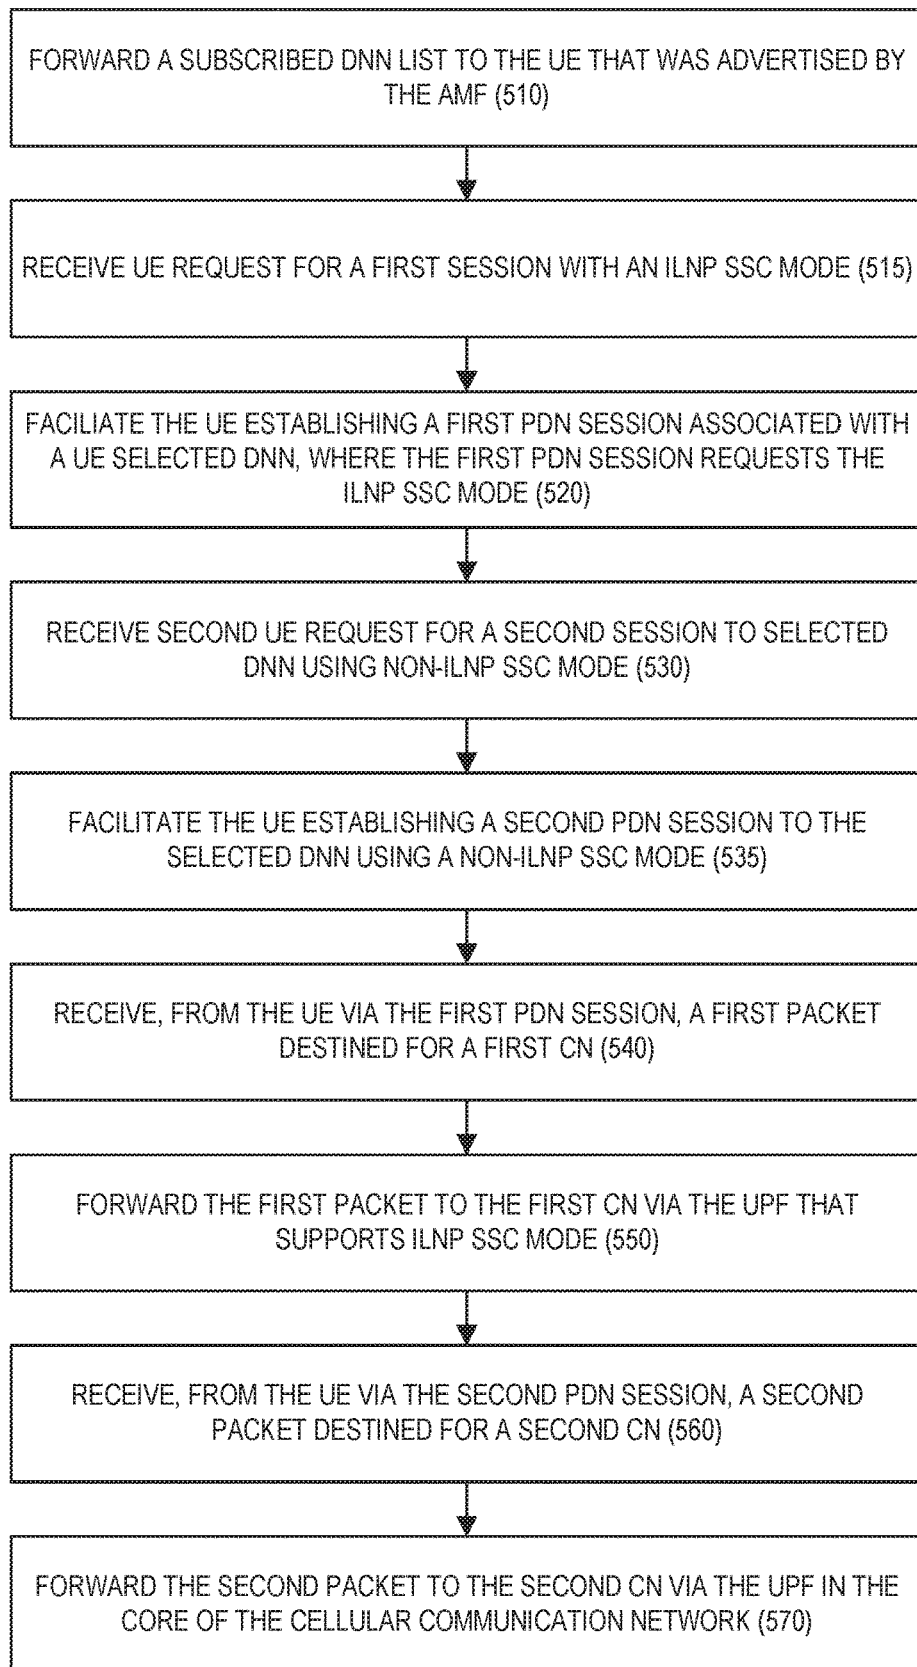 FORWARD A SUBSCRIBED DNN LIST TO THE UE THAT WAS ADVERTISED BY
THE AMF (510)
RECEIVE UE REQUEST FOR A FIRST SESSION WITH AN ILNP SSC MODE (515)
FACILIATE THE UE ESTABLISHING A FIRST PDN SESSION ASSOCIATED WITH
A UE SELECTED DNN, WHERE THE FIRST PDN SESSION REQUESTS THE
ILNP SSC MODE (520)
RECEIVE SECOND UE REQUEST FOR A SECOND SESSION TO SELECTED
DNN USING NON-ILNP SSC MODE (530)
FACILITATE THE UE ESTABLISHING A SECOND PDN SESSION TO THE
SELECTED DNN USING A NON-ILNP SSC MODE (535)
RECEIVE, FROM THE UE VIA THE FIRST PDN SESSION, A FIRST PACKET
DESTINED FOR A FIRST CN (540)
FORWARD THE FIRST PACKET TO THE FIRST CN VIA THE UPF THAT
SUPPORTS ILNP SSC MODE (550)
RECEIVE, FROM THE UE VIA THE SECOND PDN SESSION, A SECOND
PACKET DESTINED FOR A SECOND CN (560)
FORWARD THE SECOND PACKET TO THE SECOND CN VIA THE UPF IN THE
CORE OF THE CELLULAR COMMUNICATION NETWORK (570)